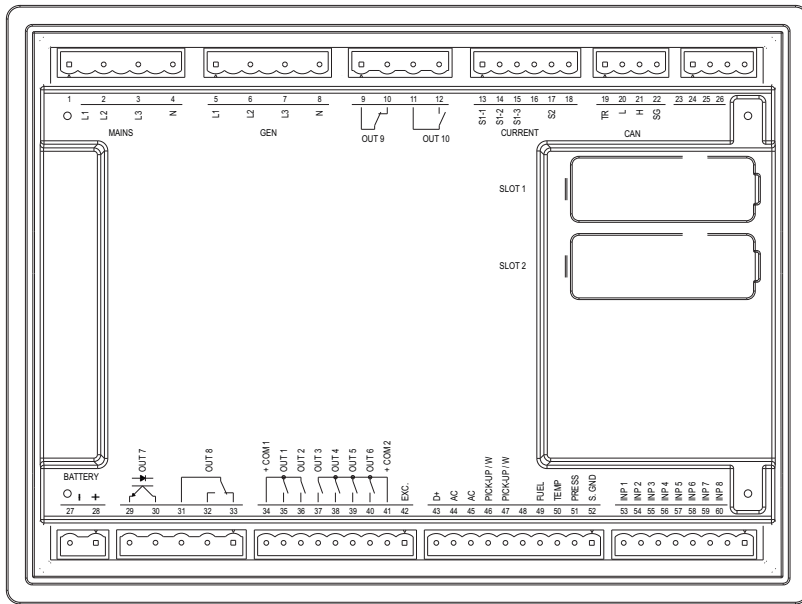 1 2 3 4 5 6 7 8 9 10 11 12 13 14 15 16 17 18 19 20 21 22 23 24 25 26
L1 L2 L3 N L1 L2 L3 N S1-1 S1-2 S1-3 S2 TR L H SG
MAINS GEN OUT 9 OUT 10 CURRENT CAN
SLOT 1
SLOT 2
BATTERY OUT 7 OUT 8 + COM 1 OUT 1 OUT 2 OUT 3 OUT 4 OUT 5 OUT 6 + COM 2 EXC. D+ AC AC PICK-UP / W PICK-UP / W FUEL TEMP PRESS S. GND INP 1 INP 2 INP 3 INP 4 INP 5 INP 6 INP 7 INP 8
- +
27 28 29 30 31 32 33 34 35 36 37 38 39 40 41 42 43 44 45 46 47 48 49 50 51 52 53 54 55 56 57 58 59 60